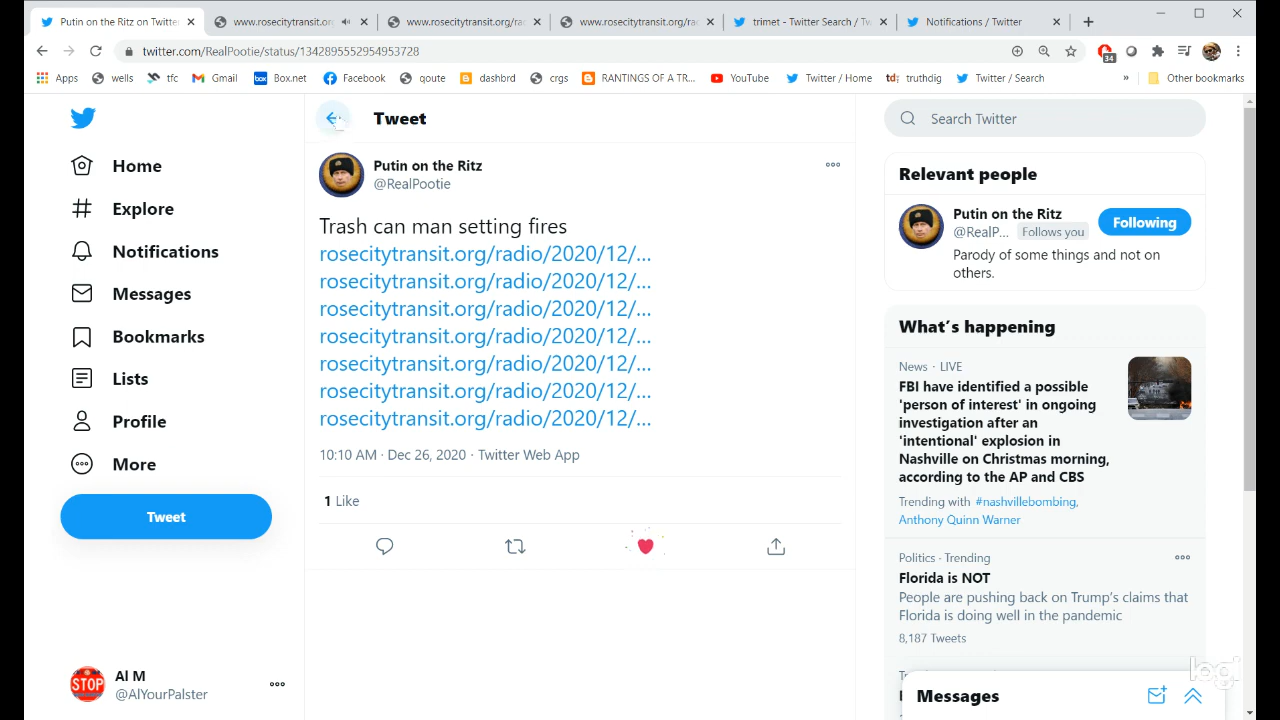 Putin on the Ritz on Twitter
www.rosecitytransit.org
www.rosecitytransit.org/ra
www.rosecitytransit.org/ra
trimet - Twitter Search / Tw
Notifications / Twitter
twitter.com/RealPootie/status/1342895552954953728
34
Apps
wells
tfc
Gmail
box
Box.net
Facebook
qoute
dashbrd
crgs
RANTINGS OF A TR...
YouTube
Twitter / Home
td:
truthdig
Twitter / Search
»
Other bookmarks
Tweet
Search Twitter
Home
Explore
Notifications
Messages
Bookmarks
Lists
Profile
More
Tweet
Putin on the Ritz
@RealPootie
Trash can man setting fires
rosecitytransit.org/radio/2020/12/...
rosecitytransit.org/radio/2020/12/...
rosecitytransit.org/radio/2020/12/...
rosecitytransit.org/radio/2020/12/...
rosecitytransit.org/radio/2020/12/...
rosecitytransit.org/radio/2020/12/...
rosecitytransit.org/radio/2020/12/...
10:10 AM · Dec 26, 2020 · Twitter Web App
1 Like
Relevant people
Putin on the Ritz
@RealP... Follows you
Following
Parody of some things and not on
others.
What's happening
News · LIVE
FBI have identified a possible
'person of interest' in ongoing
investigation after an
'intentional' explosion in
Nashville on Christmas morning,
according to the AP and CBS
Trending with #nashvillebombing,
Anthony Quinn Warner
Politics · Trending
Florida is NOT
People are pushing back on Trump's claims that
Florida is doing well in the pandemic
8,187 Tweets
Messages
STOP
Al M
@AlYourPalster
logi